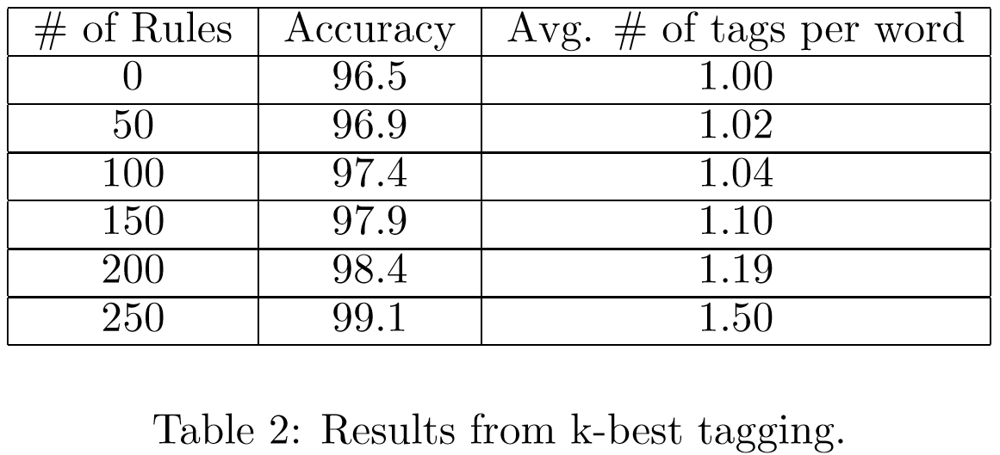 # of Rules Accuracy Avg. # of tags per word
0 96.5 1.00
50 96.9 1.02
100 97.4 1.04
150 97.9 1.10
200 98.4 1.19
250 99.1 1.50
Table 2: Results from k-best tagging.